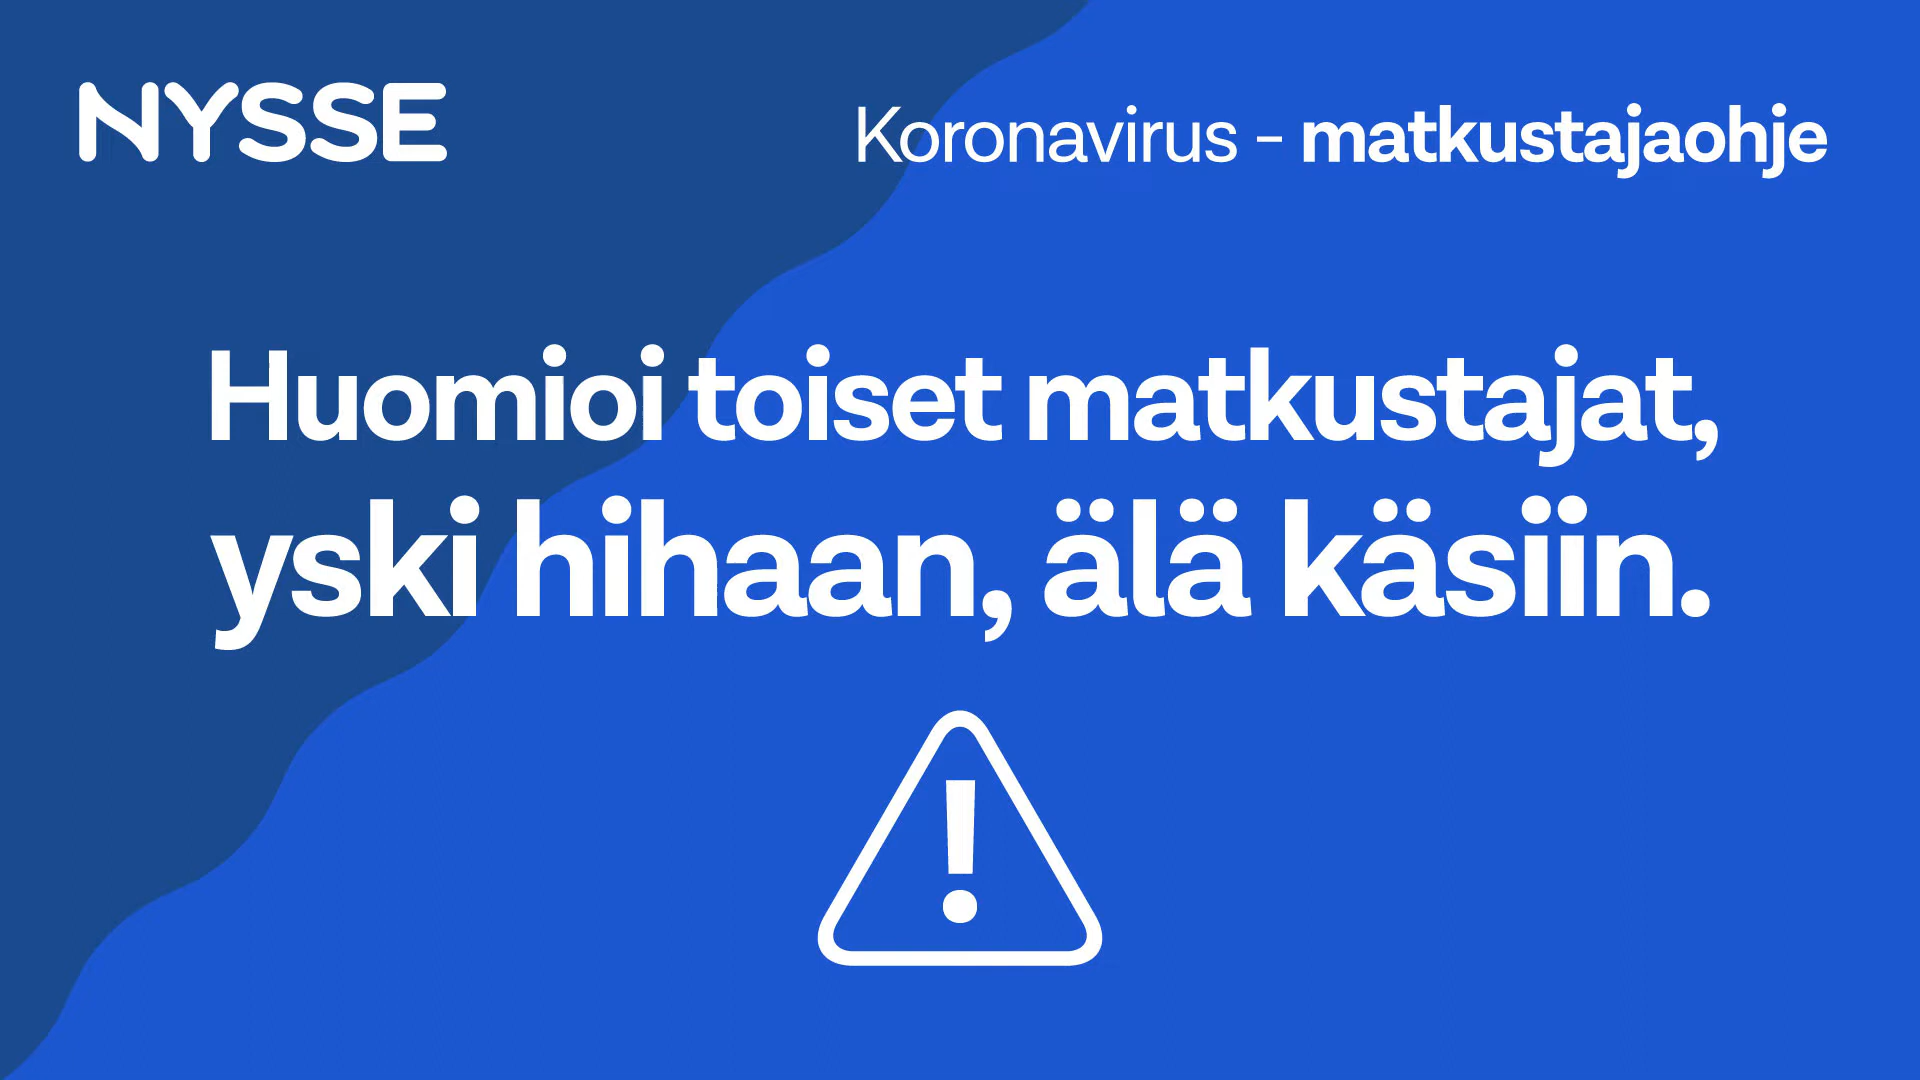 NYSSE
Koronavirus - matkustajaohje
Huomioi toiset matkustajat,
yski hihaan, älä käsiin.
!